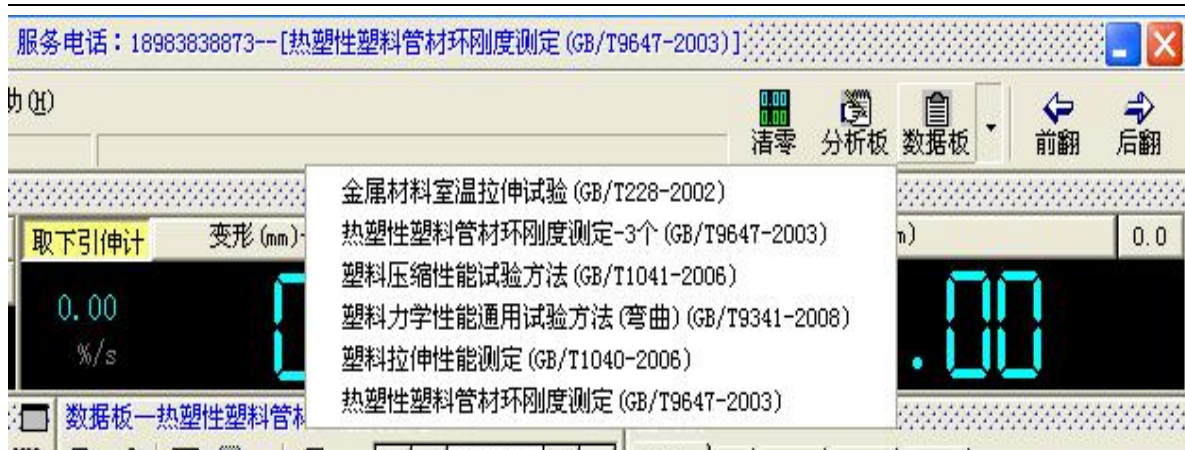 服务电话：18983838873--[热塑性塑料管材环刚度测定(GB/T9647-2003)]
助(H)
0.00
0.00
清零 分析板 数据板 前翻 后翻
金属材料室温拉伸试验(GB/T228-2002)
热塑性塑料管材环刚度测定-3个(GB/T9647-2003)
塑料压缩性能试验方法(GB/T1041-2006)
塑料力学性能通用试验方法(弯曲)(GB/T9341-2008)
塑料拉伸性能测定(GB/T1040-2006)
热塑性塑料管材环刚度测定(GB/T9647-2003)
取下引伸计 变形(mm) 0.0
0.00 .00
%/s
数据板—热塑性塑料管材